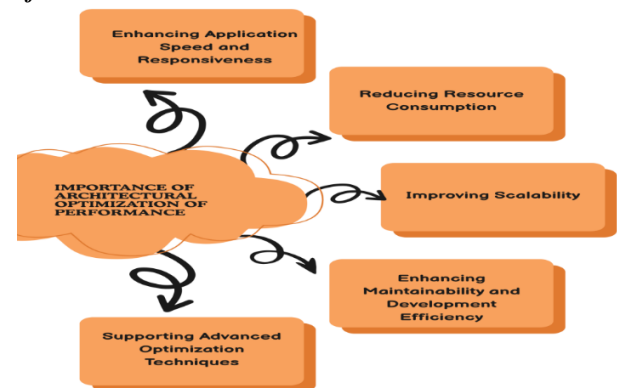 Enhancing Application
Speed and
Responsiveness
Reducing Resource
Consumption
IMPORTANCE OF
ARCHITECTURAL
OPTIMIZATION OF
PERFORMANCE
Improving Scalability
Enhancing
Maintainability and
Development
Efficiency
Supporting Advanced
Optimization
Techniques